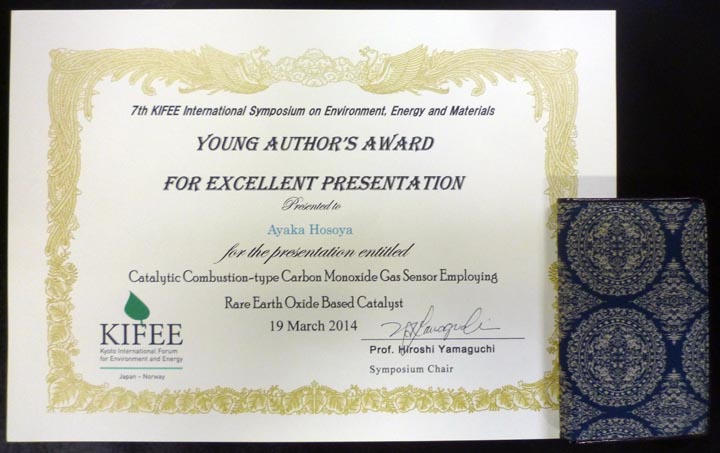 7th KIFEE International Symposium on Environment, Energy and Materials
YOUNG AUTHOR'S AWARD
FOR EXCELLENT PRESENTATION
Presented to
Ayaka Hosoya
for the presentation entitled
Catalytic Combustion-type Carbon Monoxide Gas Sensor Employing
Rare Earth Oxide Based Catalyst
19 March 2014
Prof. Hiroshi Yamaguchi
Symposium Chair
KIFEE
Kyoto International Forum
for Environment and Energy
Japan - Norway